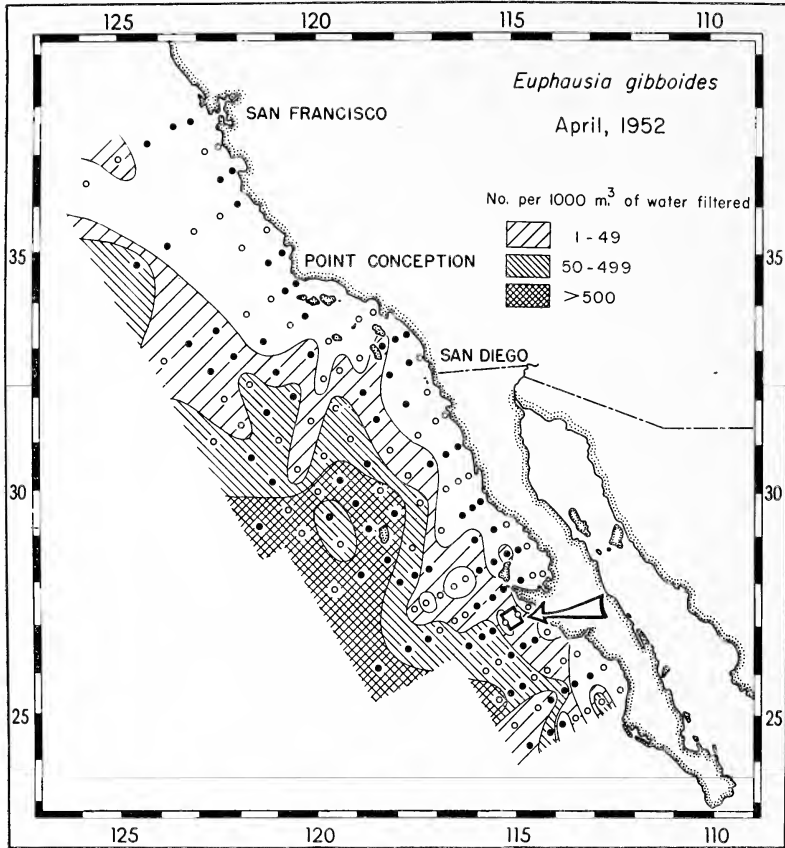 125 120 115 110
Euphausia gibboides
April, 1952
SAN FRANCISCO
No. per 1000 m.³ of water filtered
1-49
50-499
>500
35 35
POINT CONCEPTION
SAN DIEGO
30 30
25 25
125 120 115 110